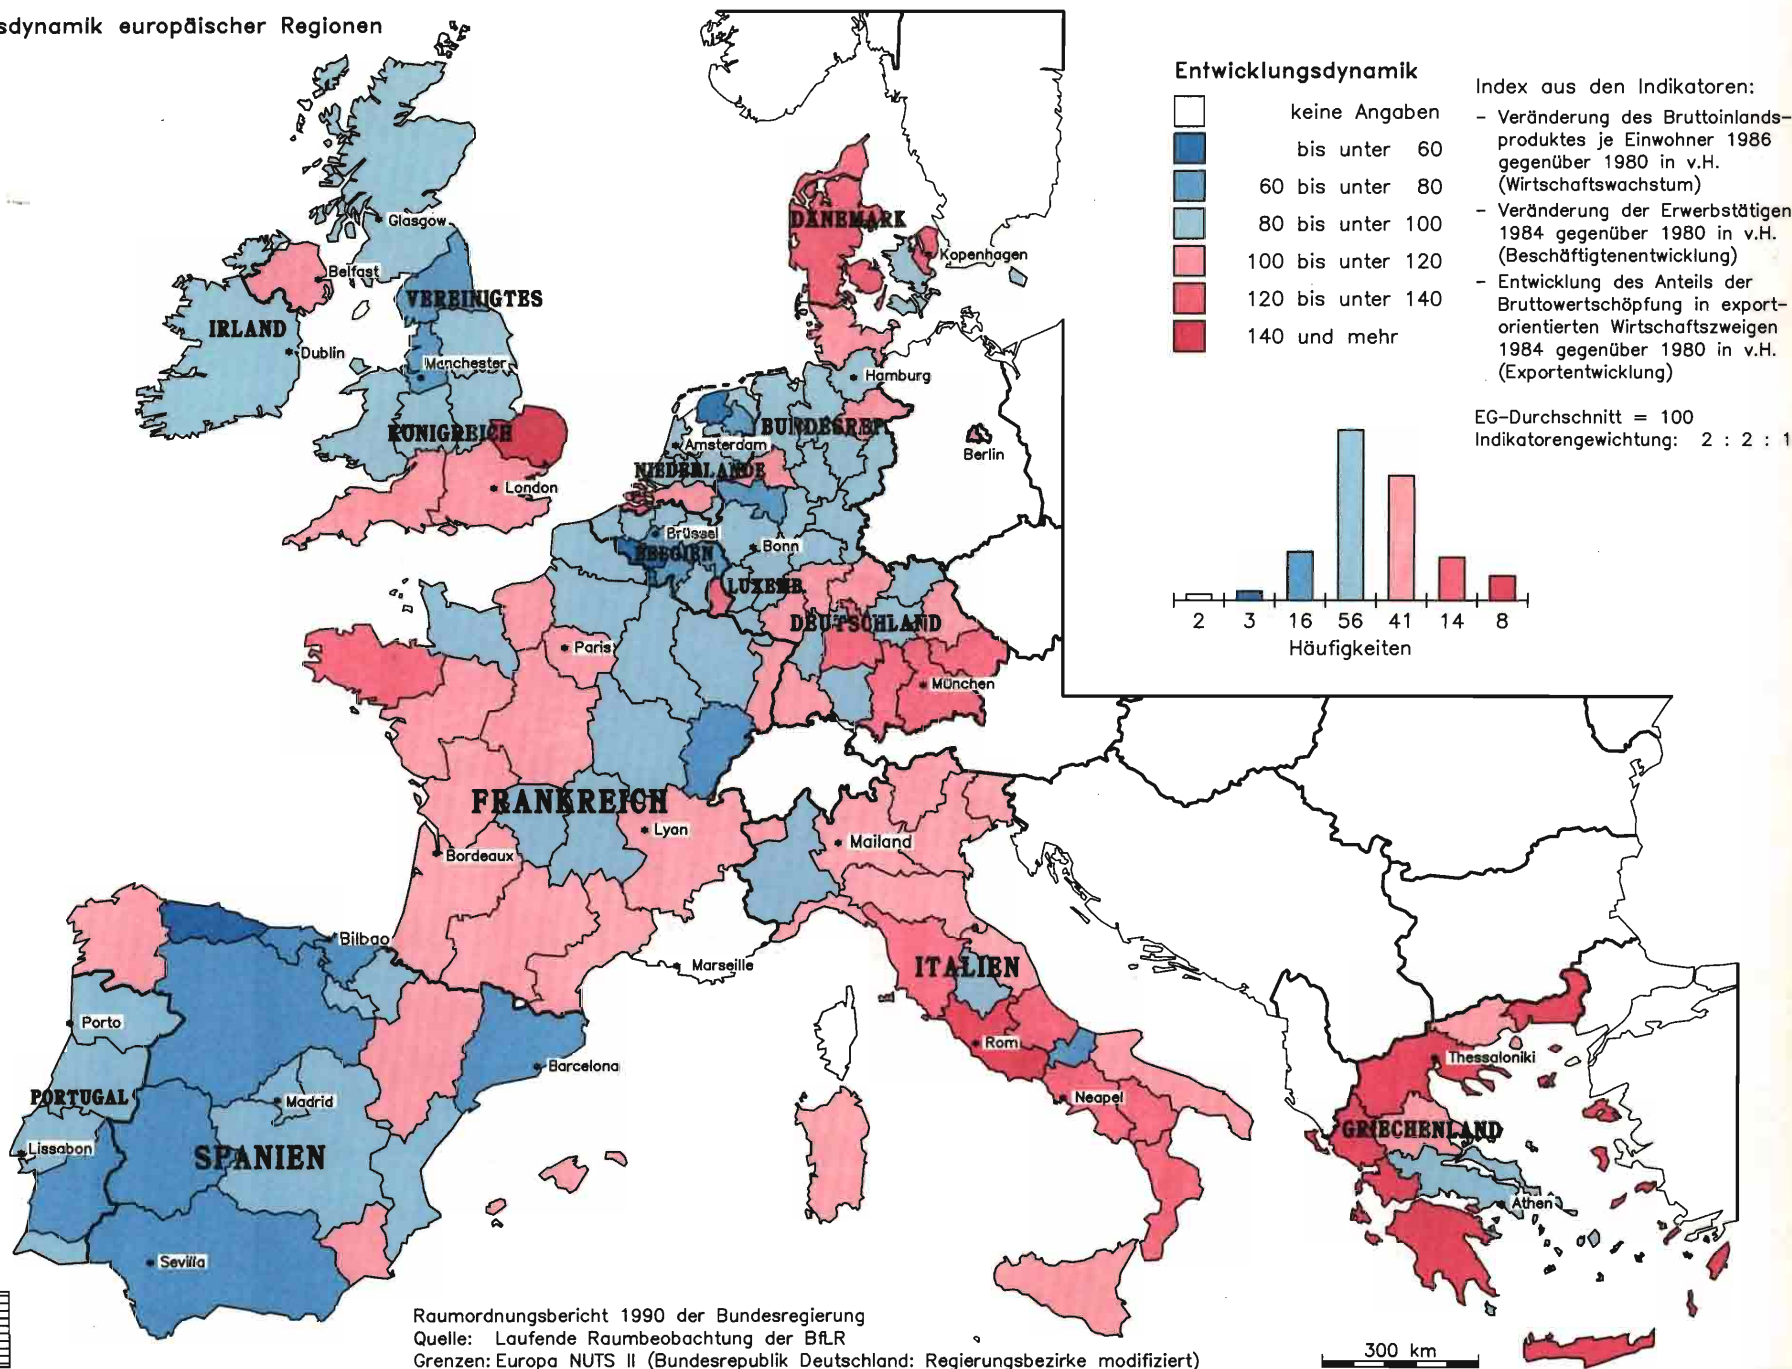 sdynamik europäischer Regionen
Entwicklungsdynamik
keine Angaben
bis unter 60
60 bis unter 80
80 bis unter 100
100 bis unter 120
120 bis unter 140
140 und mehr
Index aus den Indikatoren:
- Veränderung des Bruttoinlands-
produktes je Einwohner 1986
gegenüber 1980 in v.H.
(Wirtschaftswachstum)
- Veränderung der Erwerbstätigen
1984 gegenüber 1980 in v.H.
(Beschäftigtenentwicklung)
- Entwicklung des Anteils der
Bruttowertschöpfung in export-
orientierten Wirtschaftszweigen
1984 gegenüber 1980 in v.H.
(Exportentwicklung)
EG-Durchschnitt = 100
Indikatorengewichtung: 2 : 2 : 1
2 3 16 56 41 14 8
Häufigkeiten
Glasgow
DÄNEMARK
Kopenhagen
Belfast
VEREINIGTES
IRLAND
Dublin
Manchester
Hamburg
KÖNIGREICH
BUNDESREP.
Amsterdam
Berlin
NIEDERLANDE
London
Brüssel
BELGIEN
Bonn
LUXEMB.
DEUTSCHLAND
Paris
München
FRANKREICH
Lyan
Mailand
Bordeaux
Bilbao
Marseille
ITALIEN
Porto
Rom
Thessaloniki
Barcelona
PORTUGAL
Madrid
Neapel
GRIECHENLAND
Lissabon
SPANIEN
Athen
Sevilla
Raumordnungsbericht 1990 der Bundesregierung
Quelle: Laufende Raumbeobachtung der BfLR
Grenzen: Europa NUTS II (Bundesrepublik Deutschland: Regierungsbezirke modifiziert)
300 km